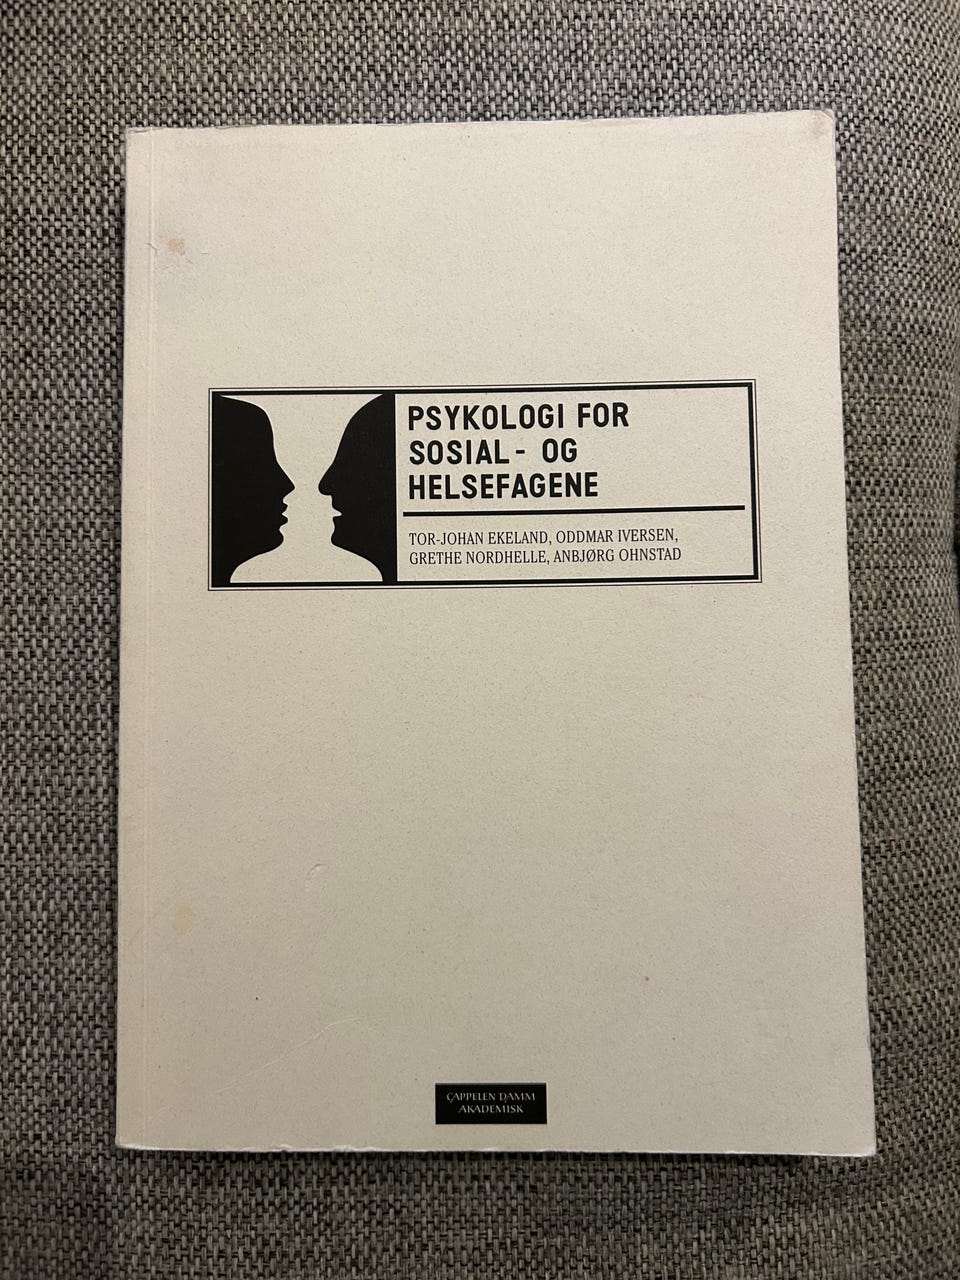 PSYKOLOGI FOR
SOSIAL- OG
HELSEFAGENE
TOR-JOHAN EKELAND, ODDMAR IVERSEN,
GRETHE NORDHELLE, ANBJØRG OHNSTAD
CAPPELEN DAMM
AKADEMISK